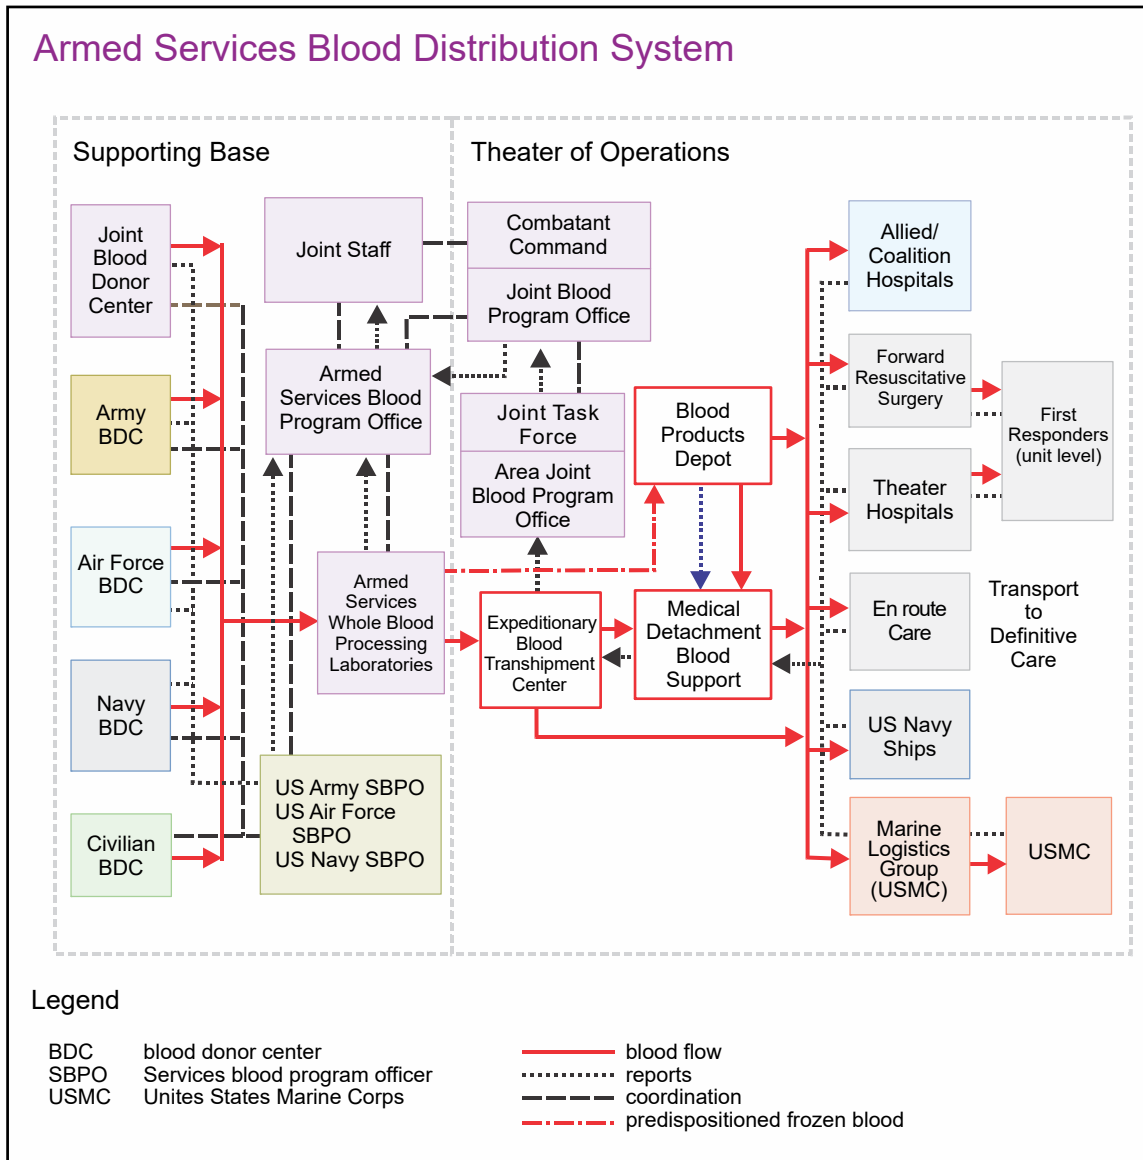 Armed Services Blood Distribution System
Supporting Base
Theater of Operations
Joint
Blood
Donor
Center
Army
BDC
Air Force
BDC
Navy
BDC
Civilian
BDC
Joint Staff
Armed
Services Blood
Program Office
Armed
Services
Whole Blood
Processing
Laboratories
US Army SBPO
US Air Force
SBPO
US Navy SBPO
Combatant
Command
Joint Blood
Program Office
Joint Task
Force
Area Joint
Blood Program
Office
Expeditionary
Blood
Transhipment
Center
Blood
Products
Depot
Medical
Detachment
Blood
Support
Allied/
Coalition
Hospitals
Forward
Resuscitative
Surgery
Theater
Hospitals
First
Responders
(unit level)
En route
Care
Transport
to
Definitive
Care
US Navy
Ships
Marine
Logistics
Group
(USMC)
USMC
Legend
BDC blood donor center
SBPO Services blood program officer
USMC Unites States Marine Corps
blood flow
reports
coordination
predispositioned frozen blood